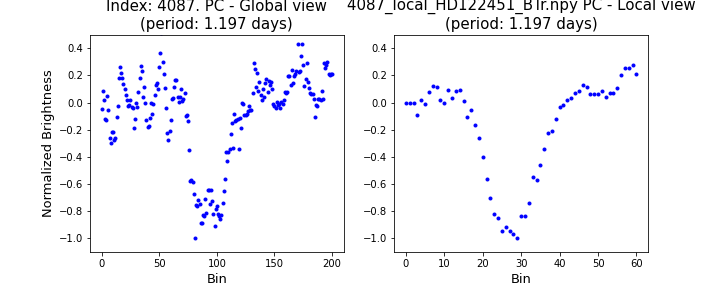 Index: 4087. PC - Global view
(period: 1.197 days)
4087_local_HD122451_BTr.npy PC - Local view
(period: 1.197 days)
Normalized Brightness
0.4
0.2
0.0
−0.2
−0.4
−0.6
−0.8
−1.0
0 50 100 150 200
Bin
0.4
0.2
0.0
−0.2
−0.4
−0.6
−0.8
−1.0
0 10 20 30 40 50 60
Bin